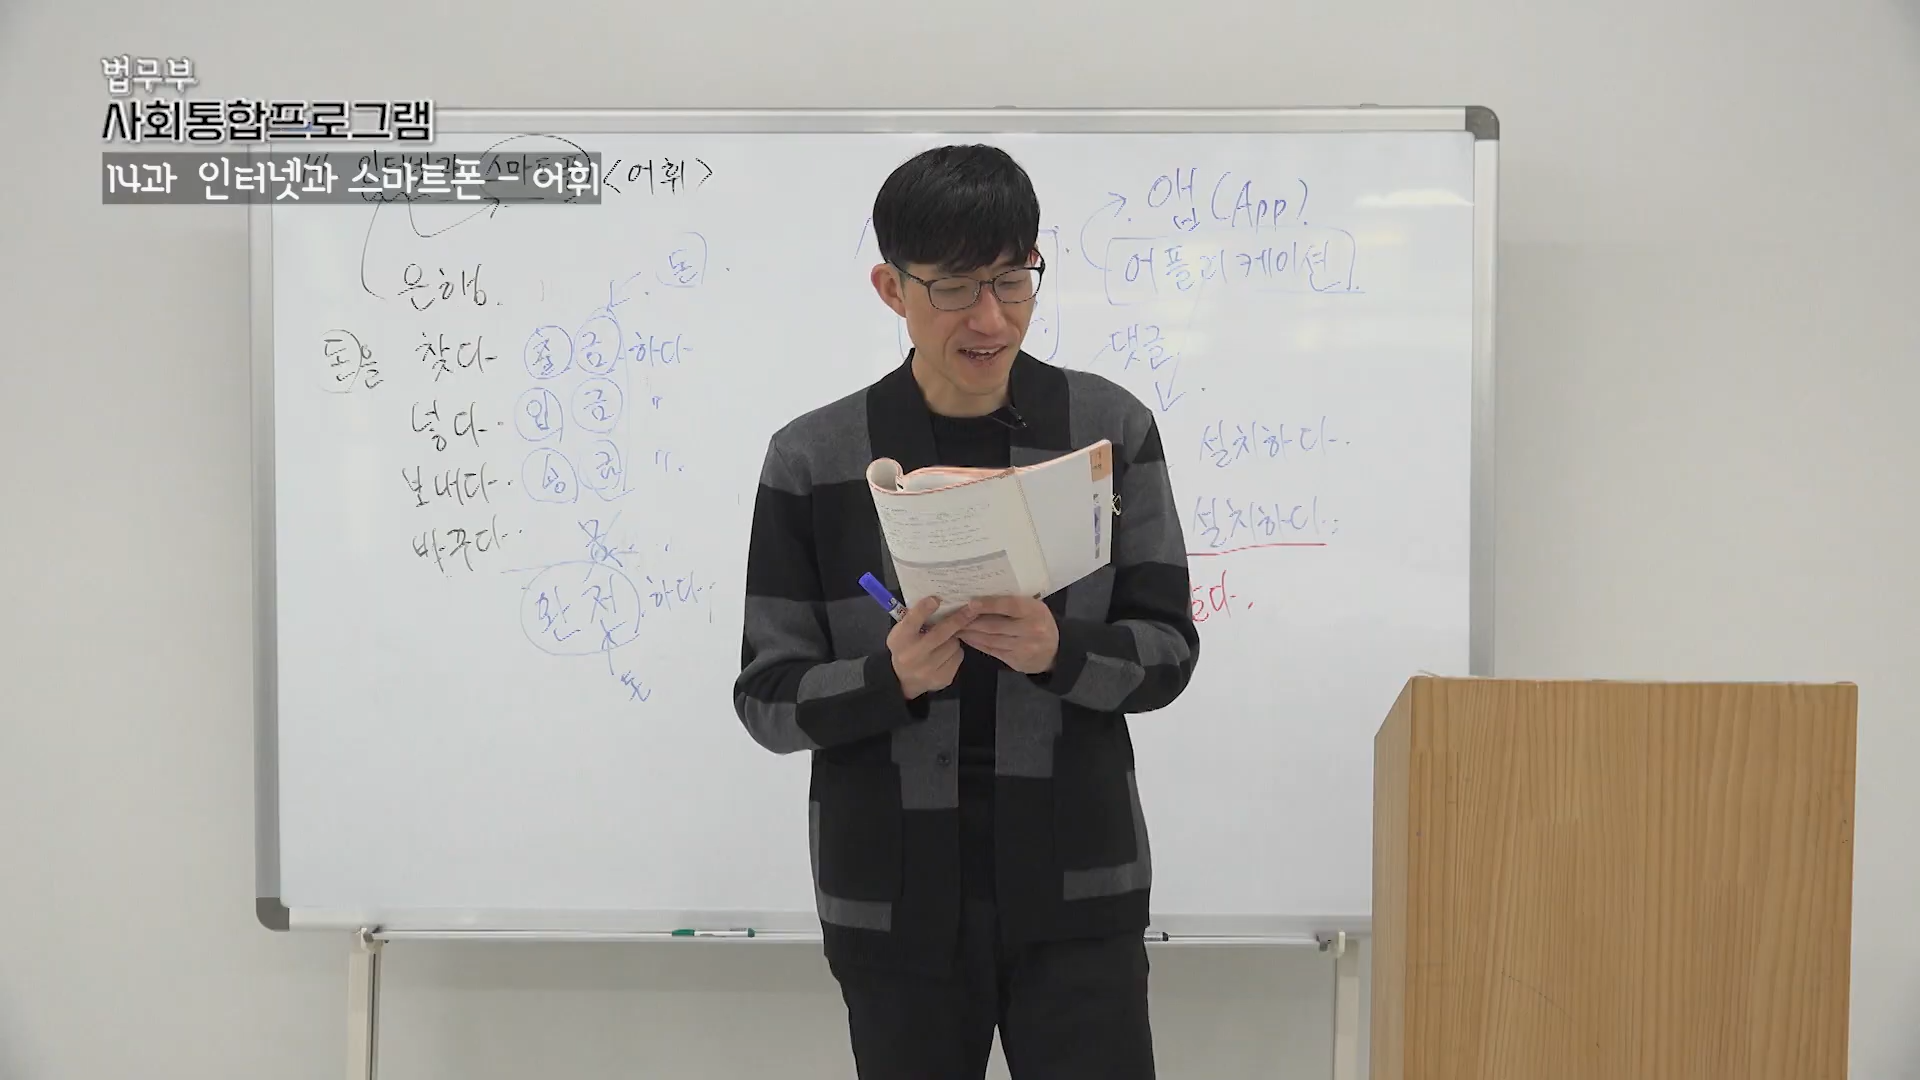 법무부
사회통합프로그램
14과 인터넷과 스마트폰 - 어휘
<어휘>
은행.
돈.
돈을 찾다 출금하다
넣다. 입금 "
보내다. 송금 ".
바꾸다.
환전.하다.
돈
앱 (App).
어플리케이션.
댓글
설치하다.
설치하다.